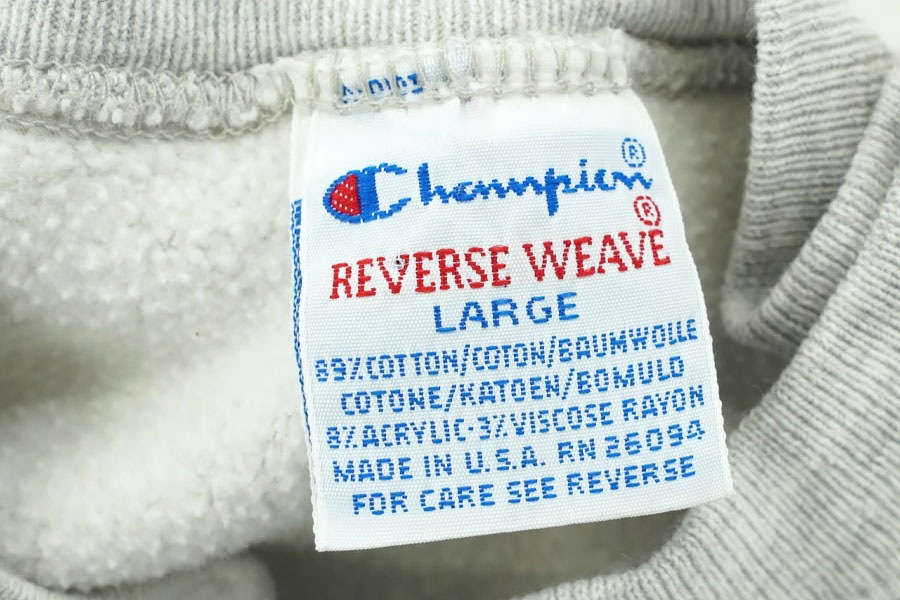 Champion®
REVERSE WEAVE®
LARGE
89%COTTON/COTON/BAUMWOLLE
COTONE/KATOEN/BOMULD
8%ACRYLIC-3%VISCOSE RAYON
MADE IN U.S.A. RN 26094
FOR CARE SEE REVERSE